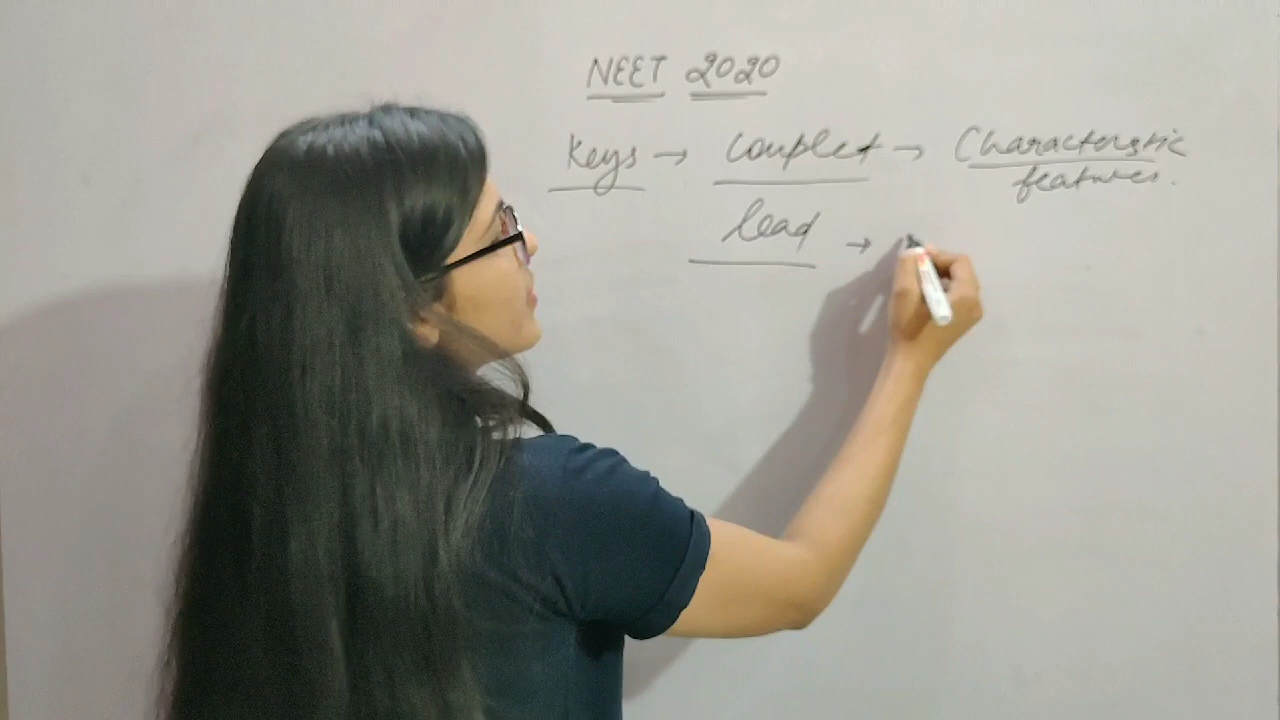 NEET 2020
Keys → Couplet → Characteristic
features.
lead →